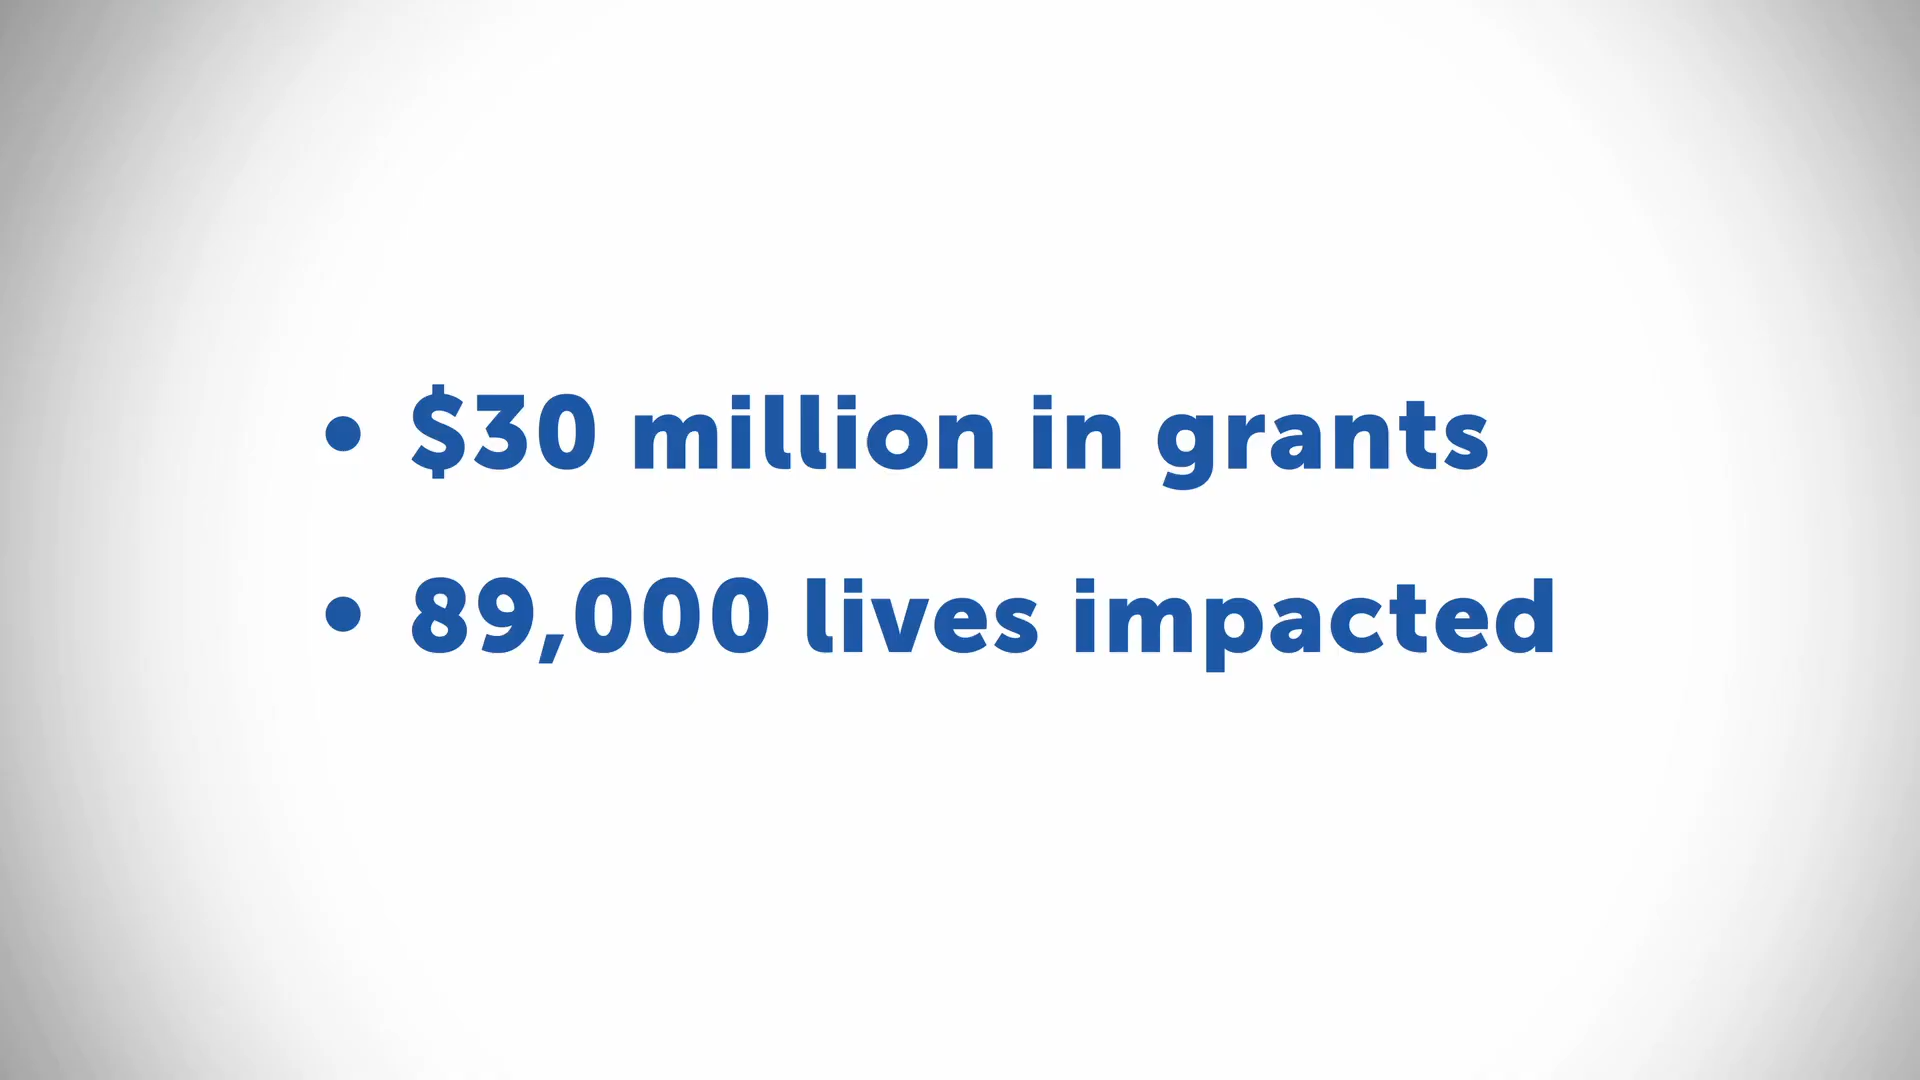 • $30 million in grants
• 89,000 lives impacted